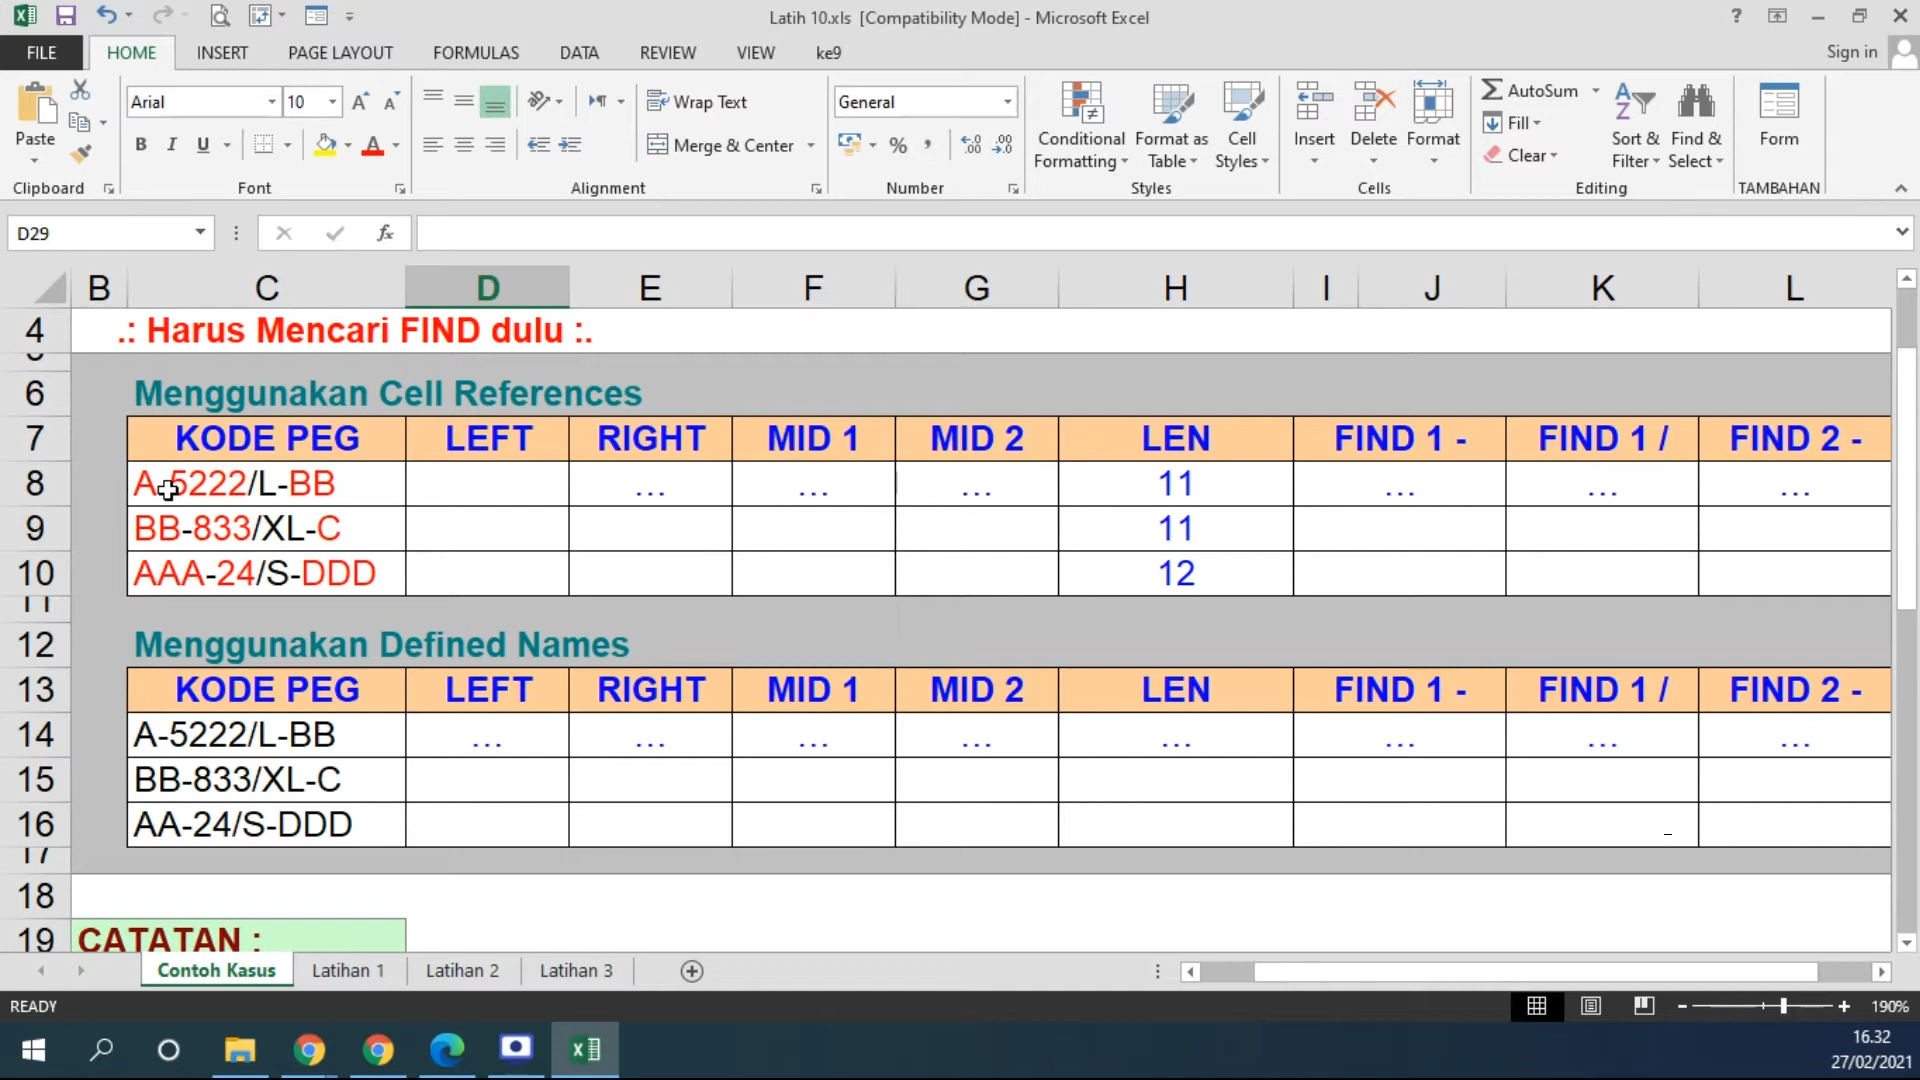 Latih 10.xls [Compatibility Mode] - Microsoft Excel
?
FILE HOME INSERT PAGE LAYOUT FORMULAS DATA REVIEW VIEW ke9 Sign in
Arial 10 Wrap Text General AutoSum
Paste B I U Merge & Center % Conditional Formatting Format as Table Cell Styles Insert Delete Format Fill Clear Sort & Filter Find & Select Form
Clipboard Font Alignment Number Styles Cells Editing TAMBAHAN
D29 fx
B C D E F G H I J K L
4 .: Harus Mencari FIND dulu :.
5
6 Menggunakan Cell References
7 KODE PEG LEFT RIGHT MID 1 MID 2 LEN FIND 1 - FIND 1 / FIND 2 -
8 A-5222/L-BB ... ... ... 11 ... ... ...
9 BB-833/XL-C 11
10 AAA-24/S-DDD 12
11
12 Menggunakan Defined Names
13 KODE PEG LEFT RIGHT MID 1 MID 2 LEN FIND 1 - FIND 1 / FIND 2 -
14 A-5222/L-BB ... ... ... ... ... ... ... ...
15 BB-833/XL-C
16 AA-24/S-DDD
17
18
19 CATATAN :
Contoh Kasus Latihan 1 Latihan 2 Latihan 3
READY 190%
16.32
27/02/2021